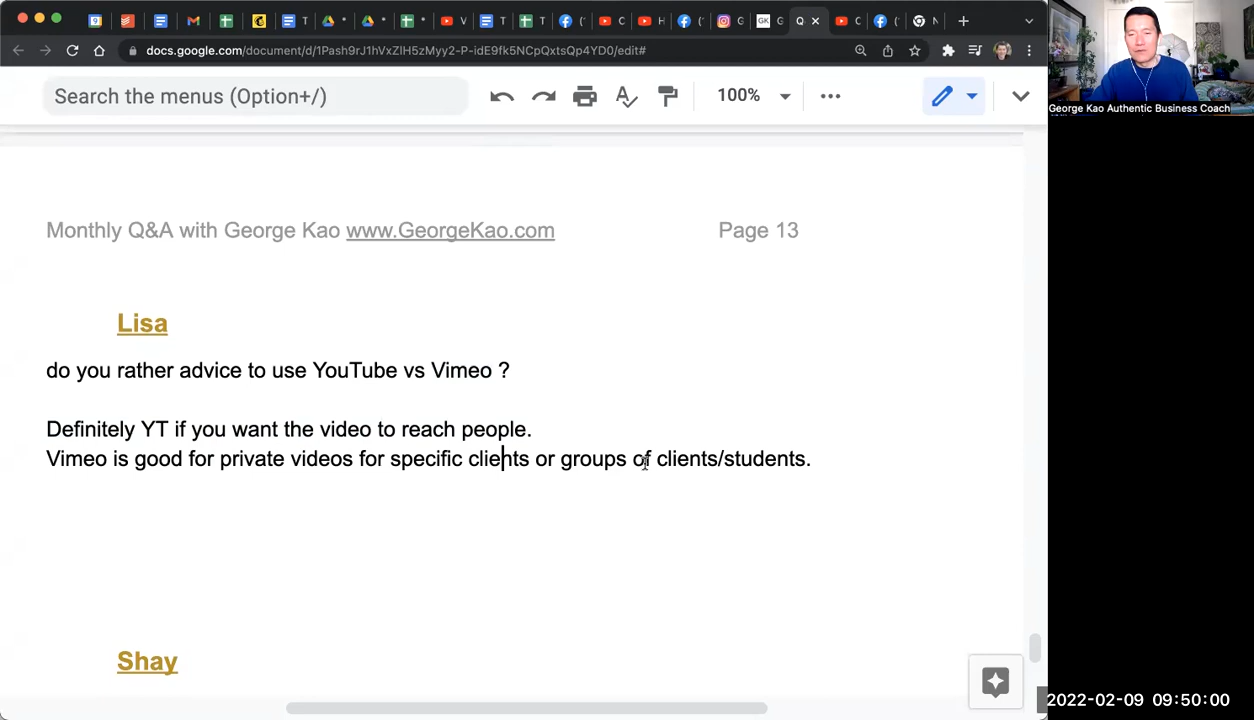 docs.google.com/document/d/1Pash9rJ1hVxZIH5zMyy2-P-idE9fk5NCpQxtsQp4YD0/edit#
George Kao Authentic Business Coach
Search the menus (Option+/)
100%
Monthly Q&A with George Kao www.GeorgeKao.com
Page 13
Lisa
do you rather advice to use YouTube vs Vimeo ?
Definitely YT if you want the video to reach people.
Vimeo is good for private videos for specific clients or groups of clients/students.
Shay
2022-02-09 09:50:00